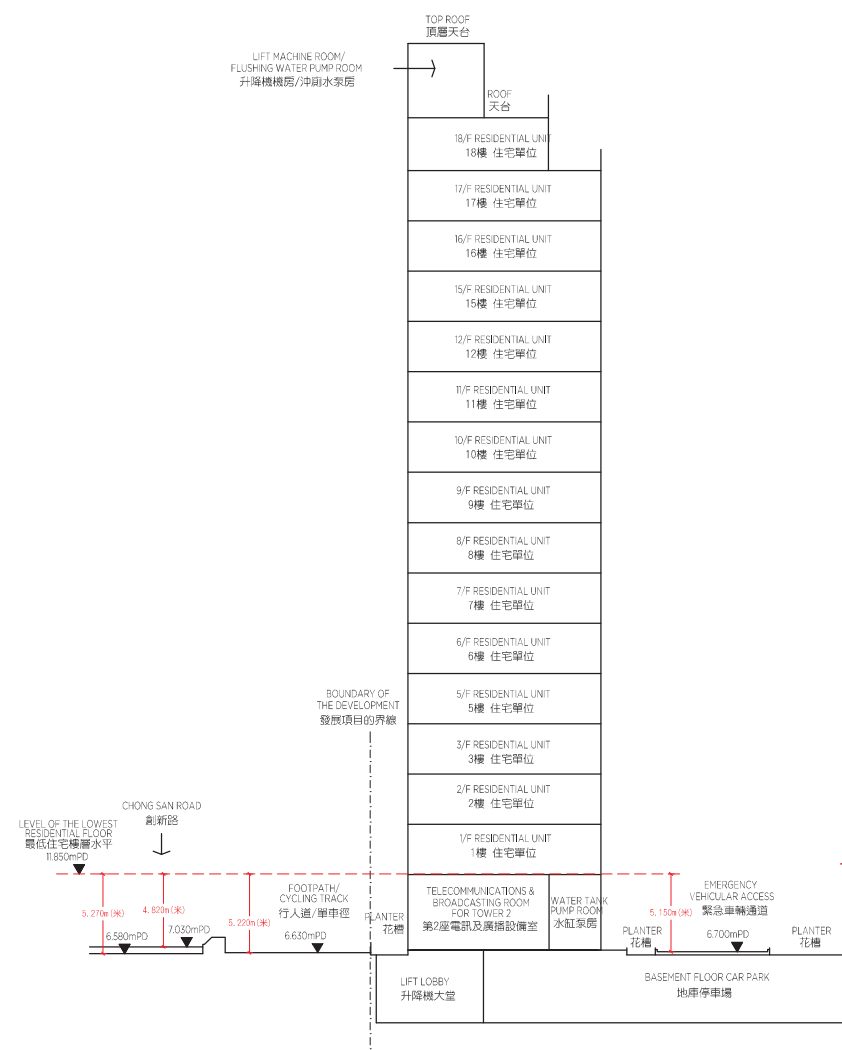 TOP ROOF
頂層天台
LIFT MACHINE ROOM/
FLUSHING WATER PUMP ROOM
升降機機房/沖廁水泵房
ROOF
天台
18/F RESIDENTIAL UNIT
18樓 住宅單位
17/F RESIDENTIAL UNIT
17樓 住宅單位
16/F RESIDENTIAL UNIT
16樓 住宅單位
15/F RESIDENTIAL UNIT
15樓 住宅單位
12/F RESIDENTIAL UNIT
12樓 住宅單位
11/F RESIDENTIAL UNIT
11樓 住宅單位
10/F RESIDENTIAL UNIT
10樓 住宅單位
9/F RESIDENTIAL UNIT
9樓 住宅單位
8/F RESIDENTIAL UNIT
8樓 住宅單位
7/F RESIDENTIAL UNIT
7樓 住宅單位
6/F RESIDENTIAL UNIT
6樓 住宅單位
5/F RESIDENTIAL UNIT
5樓 住宅單位
3/F RESIDENTIAL UNIT
3樓 住宅單位
2/F RESIDENTIAL UNIT
2樓 住宅單位
1/F RESIDENTIAL UNIT
1樓 住宅單位
BOUNDARY OF
THE DEVELOPMENT
發展項目的界線
CHONG SAN ROAD
創新路
LEVEL OF THE LOWEST
RESIDENTIAL FLOOR
最低住宅樓層水平
11.850mPD
5.270m(米)
4.820m(米)
5.220m(米)
6.580mPD
7.030mPD
FOOTPATH/
CYCLING TRACK
行人道/單車徑
6.630mPD
PLANTER
花槽
TELECOMMUNICATIONS &
BROADCASTING ROOM
FOR TOWER 2
第2座電訊及廣播設備室
WATER TANK
PUMP ROOM
水缸泵房
PLANTER
花槽
5.150m(米)
EMERGENCY
VEHICULAR ACCESS
緊急車輛通道
6.700mPD
PLANTER
花槽
LIFT LOBBY
升降機大堂
BASEMENT FLOOR CAR PARK
地庫停車場